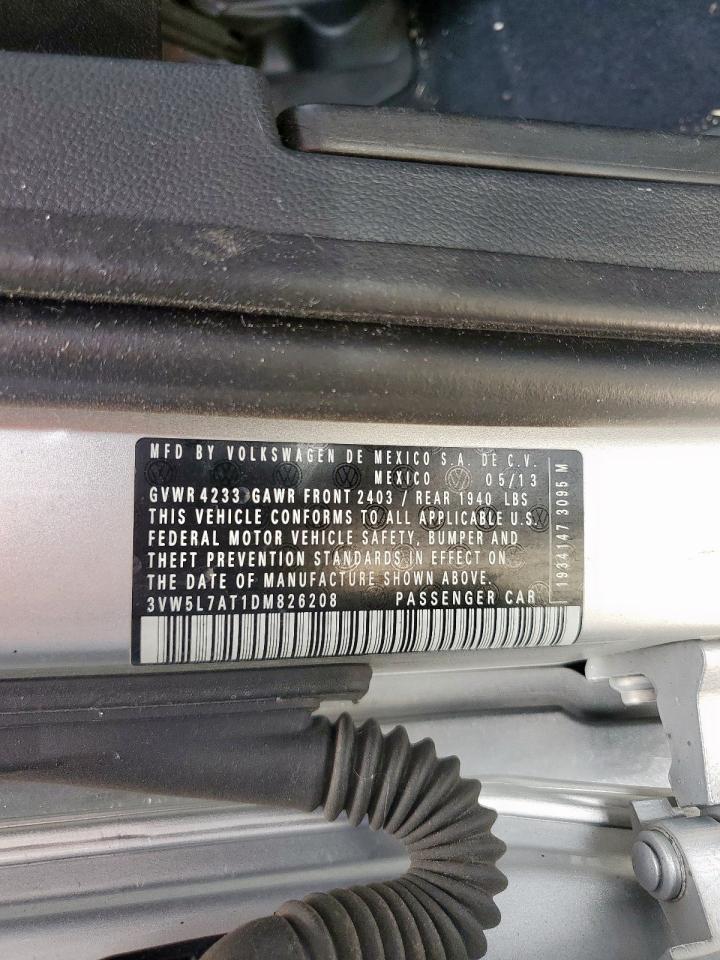 MFD BY VOLKSWAGEN DE MEXICO S.A. DE C.V.
MEXICO 05/13
GVWR 4233 GAWR FRONT 2403 / REAR 1940 LBS
THIS VEHICLE CONFORMS TO ALL APPLICABLE U.S.
FEDERAL MOTOR VEHICLE SAFETY, BUMPER AND
THEFT PREVENTION STANDARDS IN EFFECT ON
THE DATE OF MANUFACTURE SHOWN ABOVE.
3VW5L7AT1DM826208 PASSENGER CAR
1934147 3095 M